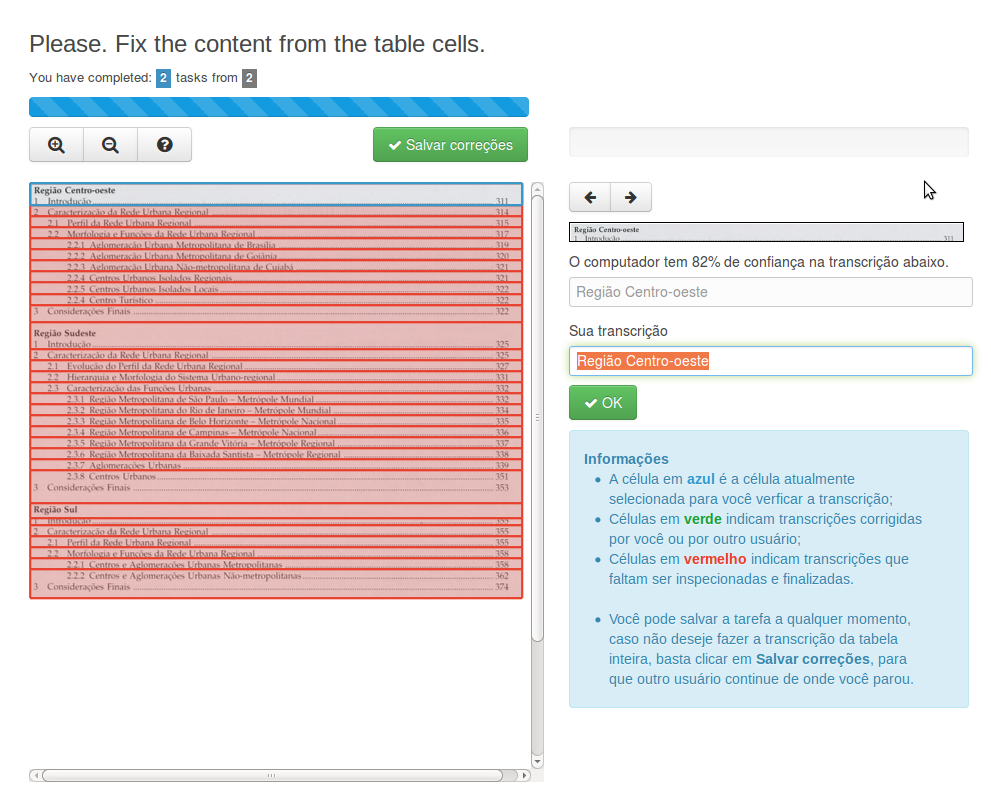 Please. Fix the content from the table cells.
You have completed: 2 tasks from 2
Salvar correções
Região Centro-oeste
1 Introdução 311
2 Caracterização da Rede Urbana Regional 314
2.1 Perfil da Rede Urbana Regional 315
2.2 Morfologia e Funções da Rede Urbana Regional 317
2.2.1 Aglomeração Urbana Metropolitana de Brasília 319
2.2.2 Aglomeração Urbana Metropolitana de Goiânia 320
2.2.3 Aglomeração Urbana Não-metropolitana de Cuiabá 321
2.2.4 Centros Urbanos Isolados Regionais 321
2.2.5 Centros Urbanos Isolados Locais 322
2.2.4 Centro Turístico 322
3 Considerações Finais 322
Região Sudeste
1 Introdução 325
2 Caracterização da Rede Urbana Regional 325
2.1 Evolução do Perfil da Rede Urbana Regional 327
2.2 Hierarquia e Morfologia do Sistema Urbano-regional 331
2.3 Caracterização das Funções Urbanas 332
2.3.1 Região Metropolitana de São Paulo – Metrópole Mundial 332
2.3.2 Região Metropolitana do Rio de Janeiro – Metrópole Mundial 334
2.3.3 Região Metropolitana de Belo Horizonte – Metrópole Nacional 335
2.3.4 Região Metropolitana de Campinas – Metrópole Nacional 336
2.3.5 Região Metropolitana da Grande Vitória – Metrópole Regional 337
2.3.6 Região Metropolitana da Baixada Santista – Metrópole Regional 338
2.3.7 Aglomerações Urbanas 339
2.3.8 Centros Urbanos 351
3 Considerações Finais 353
Região Sul
1 Introdução 355
2 Caracterização da Rede Urbana Regional 355
2.1 Perfil da Rede Urbana Regional 355
2.2 Morfologia e Funções da Rede Urbana Regional 358
2.2.1 Centros e Aglomerações Urbanas Metropolitanas 358
2.2.2 Centros e Aglomerações Urbanas Não-metropolitanas 362
3 Considerações Finais 374
Região Centro-oeste
1 Introdução 311
O computador tem 82% de confiança na transcrição abaixo.
Região Centro-oeste
Sua transcrição
Região Centro-oeste
OK
Informações
• A célula em azul é a célula atualmente
selecionada para você verficar a transcrição;
• Células em verde indicam transcrições corrigidas
por você ou por outro usuário;
• Células em vermelho indicam transcrições que
faltam ser inspecionadas e finalizadas.
• Você pode salvar a tarefa a qualquer momento,
caso não deseje fazer a transcrição da tabela
inteira, basta clicar em Salvar correções, para
que outro usuário continue de onde você parou.